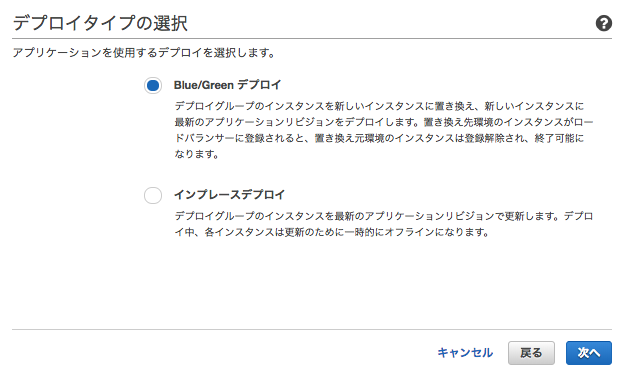 デプロイタイプの選択
?
アプリケーションを使用するデプロイを選択します。
Blue/Green デプロイ
デプロイグループのインスタンスを新しいインスタンスに置き換え、新しいインスタンスに
最新のアプリケーションリビジョンをデプロイします。置き換え先環境のインスタンスがロー
ドバランサーに登録されると、置き換え元環境のインスタンスは登録解除され、終了可能に
なります。
インプレースデプロイ
デプロイグループのインスタンスを最新のアプリケーションリビジョンで更新します。デプロ
イ中、各インスタンスは更新のために一時的にオフラインになります。
キャンセル 戻る 次へ